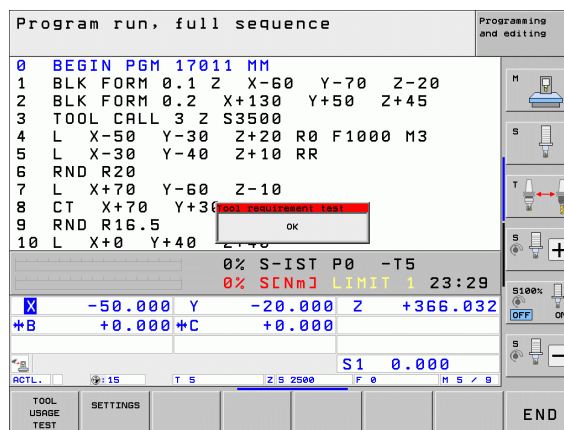 Program run, full sequence
Programming
and editing
0 BEGIN PGM 17011 MM
1 BLK FORM 0.1 Z X-60 Y-70 Z-20
2 BLK FORM 0.2 X+130 Y+50 Z+45
3 TOOL CALL 3 Z S3500
4 L X-50 Y-30 Z+20 R0 F1000 M3
5 L X-30 Y-40 Z+10 RR
6 RND R20
7 L X+70 Y-60 Z-10
8 CT X+70 Y+30
Tool requirement test
OK
9 RND R16.5
10 L X+0 Y+40 Z+40
0% S-IST P0 -T5
0% S[Nm] LIMIT 1 23:29
X -50.000 Y -20.000 Z +366.032
B +0.000 C +0.000
S1 0.000
ACTL. :15 T 5 Z S 2500 F 0 M 5 / 9
M
S
T
S
S100%
OFF ON
S
TOOL
USAGE
TEST
SETTINGS
END